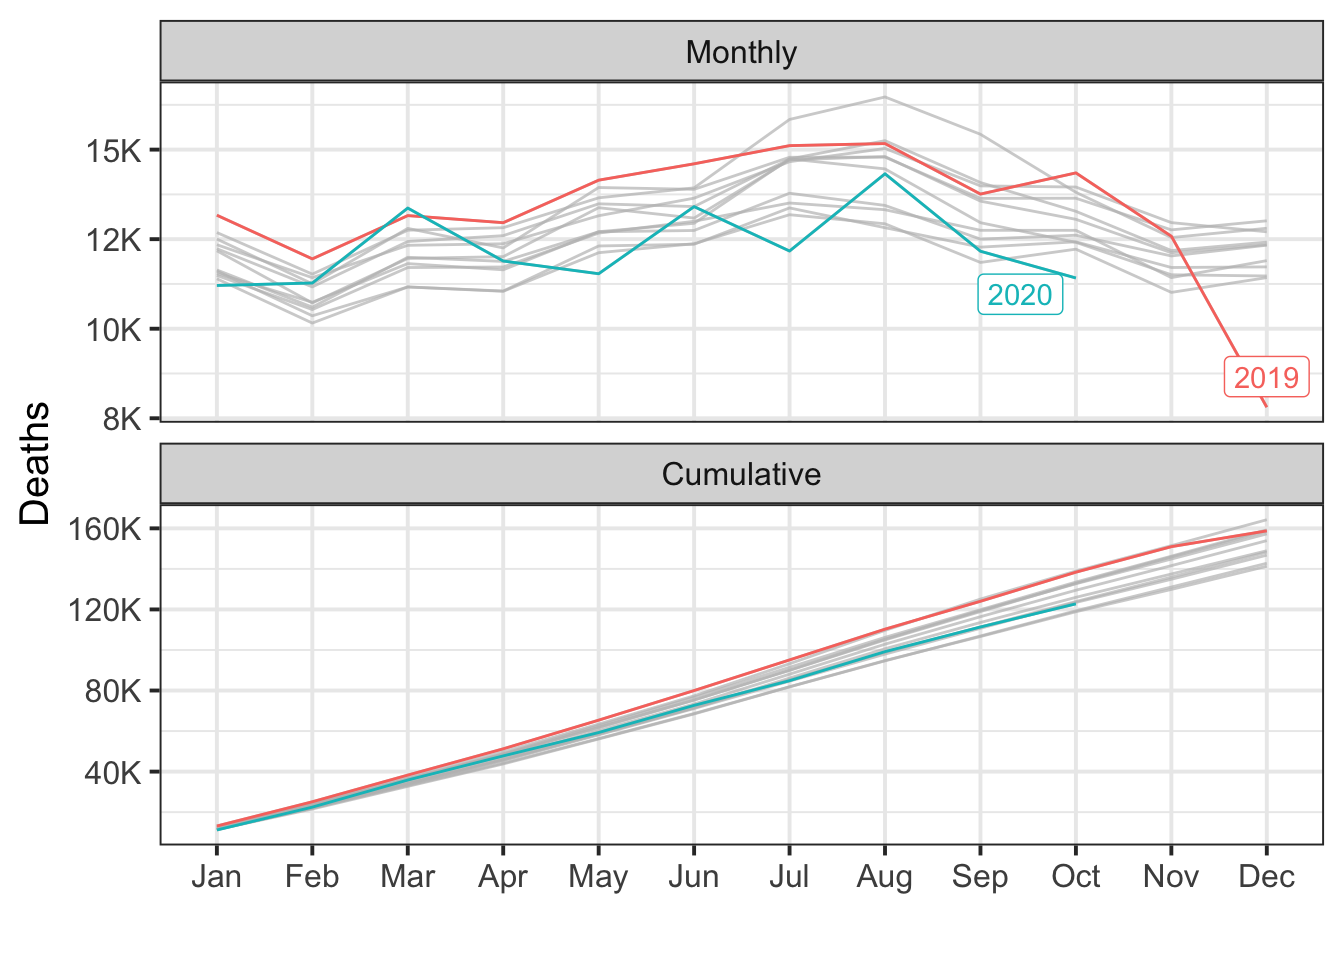 Monthly
15K
12K
10K
8K
2020
2019
Deaths
Cumulative
160K
120K
80K
40K
Jan Feb Mar Apr May Jun Jul Aug Sep Oct Nov Dec